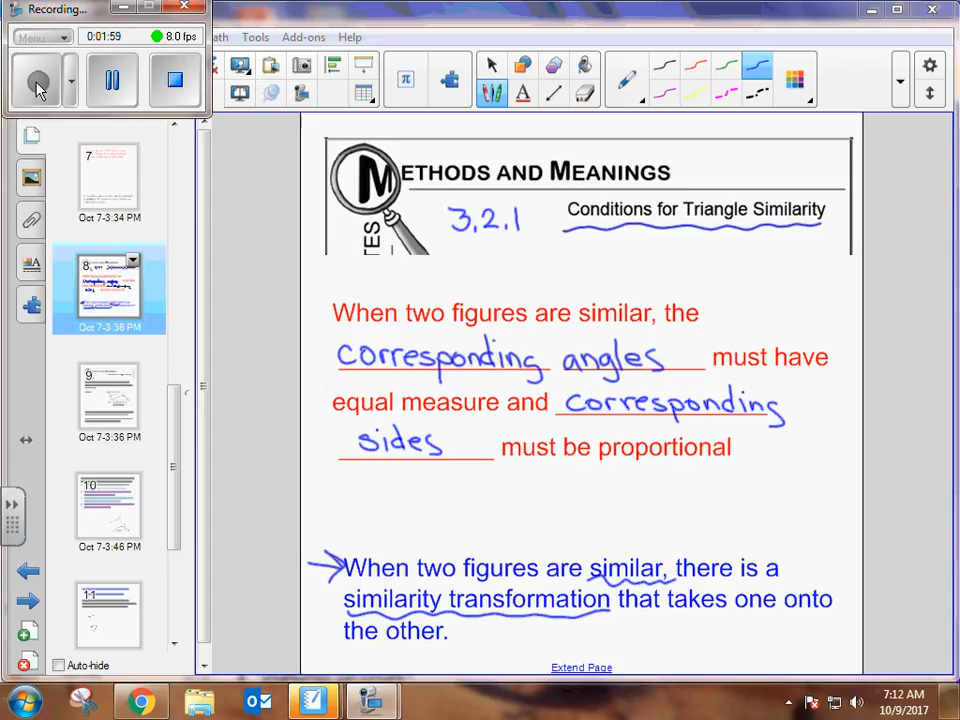 Recording...
Menu
0:01:59
8.0 fps
Tools Add-ons Help
METHODS AND MEANINGS
3.2.1
Conditions for Triangle Similarity
When two figures are similar, the
corresponding angles must have
equal measure and corresponding
sides must be proportional
When two figures are similar, there is a
similarity transformation that takes one onto
the other.
Extend Page
7
Oct 7-3:34 PM
8
Oct 7-3:36 PM
9
Oct 7-3:36 PM
10
Oct 7-3:46 PM
11
Auto-hide
7:12 AM
10/9/2017